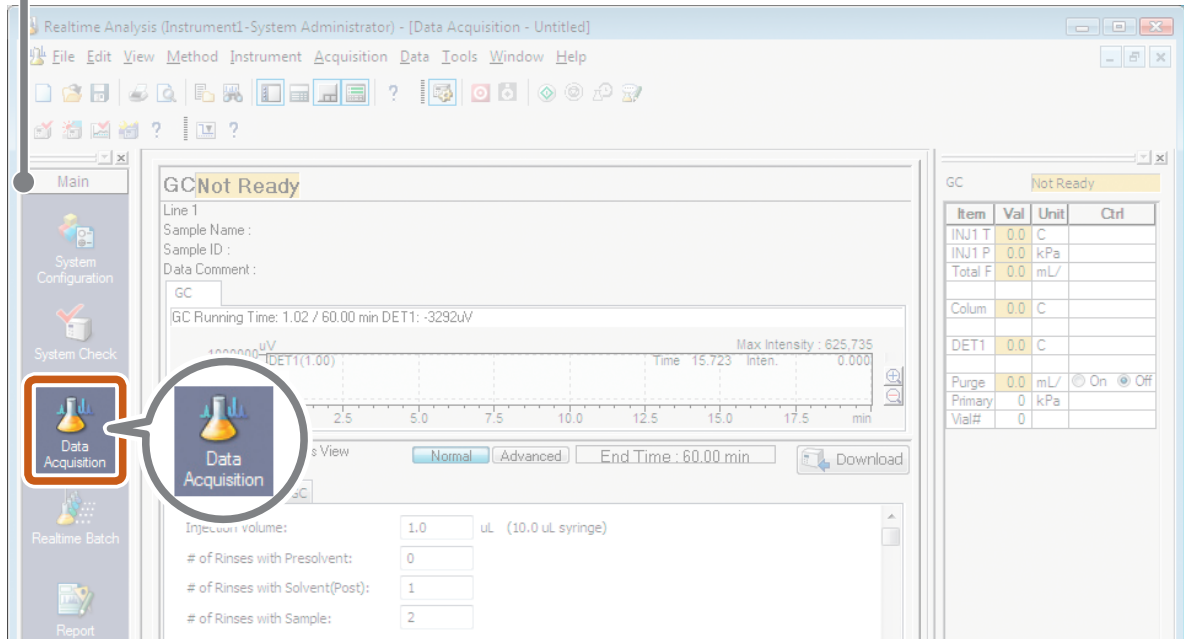 Realtime Analysis (Instrument1-System Administrator) - [Data Acquisition - Untitled]
File Edit View Method Instrument Acquisition Data Tools Window Help
Main
System
Configuration
System Check
Data
Acquisition
Realtime Batch
Report
Data
Acquisition
GC Not Ready
Line 1
Sample Name :
Sample ID :
Data Comment :
GC
GC Running Time: 1.02 / 60.00 min DET1: -3292uV
uV
Max Intensity : 625,735
DET1(1.00)
Time 15.723 Inten. 0.000
2.5 5.0 7.5 10.0 12.5 15.0 17.5 min
View Normal Advanced End Time : 60.00 min Download
GC
Injection Volume: 1.0 uL (10.0 uL syringe)
# of Rinses with Presolvent: 0
# of Rinses with Solvent(Post): 1
# of Rinses with Sample: 2
GC Not Ready
Item Val Unit Ctrl
INJ1 T 0.0 C
INJ1 P 0.0 kPa
Total F 0.0 mL/
Colum 0.0 C
DET1 0.0 C
Purge 0.0 mL/ On Off
Primary 0 kPa
Vial# 0